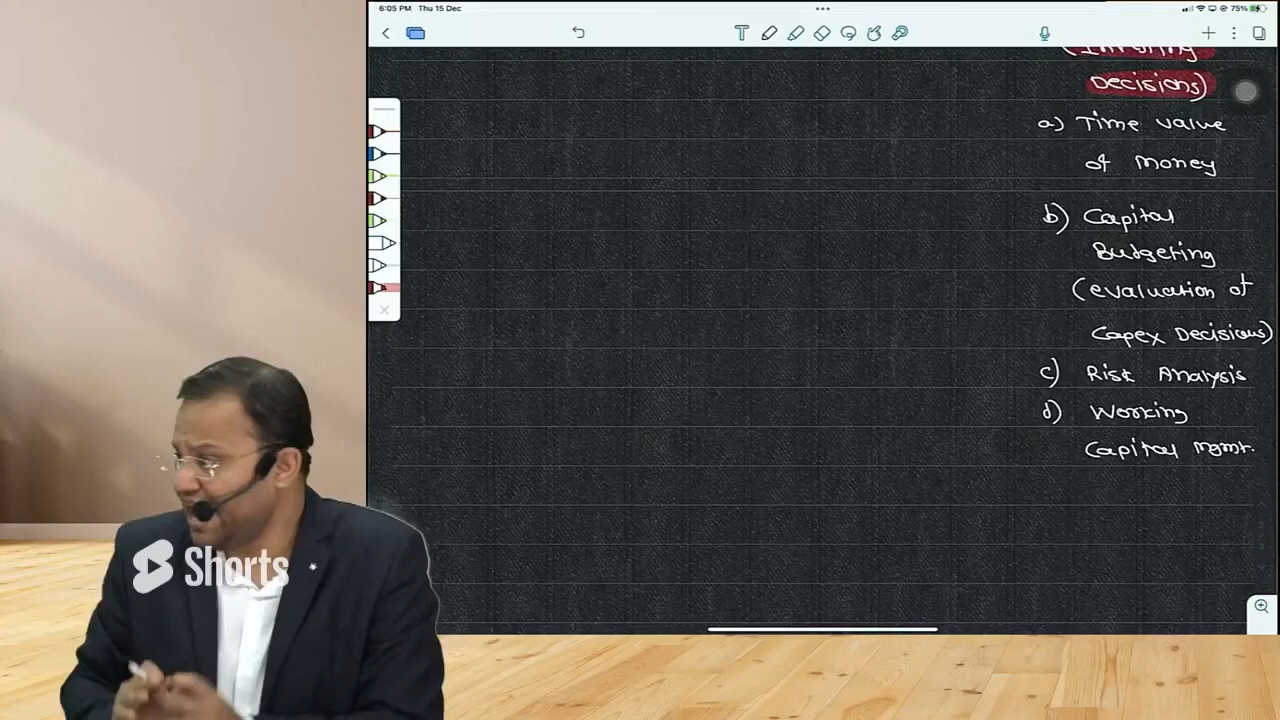 6:05 PM Thu 15 Dec
75%
Decisions)
a) Time value
of money
b) Capital
Budgeting
(evaluation of
Capex Decisions)
c) Risk Analysis
d) Working
Capital mgmt.
Shorts